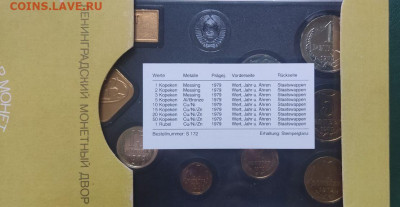 СОINS.ЛАВЕ.RU
ЛЕНИНГРАДСКИЙ МОНЕТНЫЙ ДВОР
Р МОНЕТ
Werte Metalle Prägej. Vorderseite Rückseite
1 Kopeken Messing 1979 Wert, Jahr u. Ähren Staatswappen
2 Kopeken Messing 1979 Wert, Jahr u. Ähren Staatswappen
3 Kopeken Messing 1979 Wert, Jahr u. Ähren Staatswappen
5 Kopeken Al/Bronze 1979 Wert, Jahr u. Ähren Staatswappen
10 Kopeken Cu/Ni 1979 Wert, Jahr u. Ähren Staatswappen
15 Kopeken Cu/Ni/Zn 1979 Wert, Jahr u. Ähren Staatswappen
20 Kopeken Cu/Ni/Zn 1979 Wert, Jahr u. Ähren Staatswappen
50 Kopeken Cu/Ni/Zn 1979 Wert, Jahr u. Ähren Staatswappen
1 Rubel Cu/Ni/Zn 1979 Wert, Jahr u. Ähren Staatswappen
Bestellnummer: S 172 Erhaltung: Stempelglanz